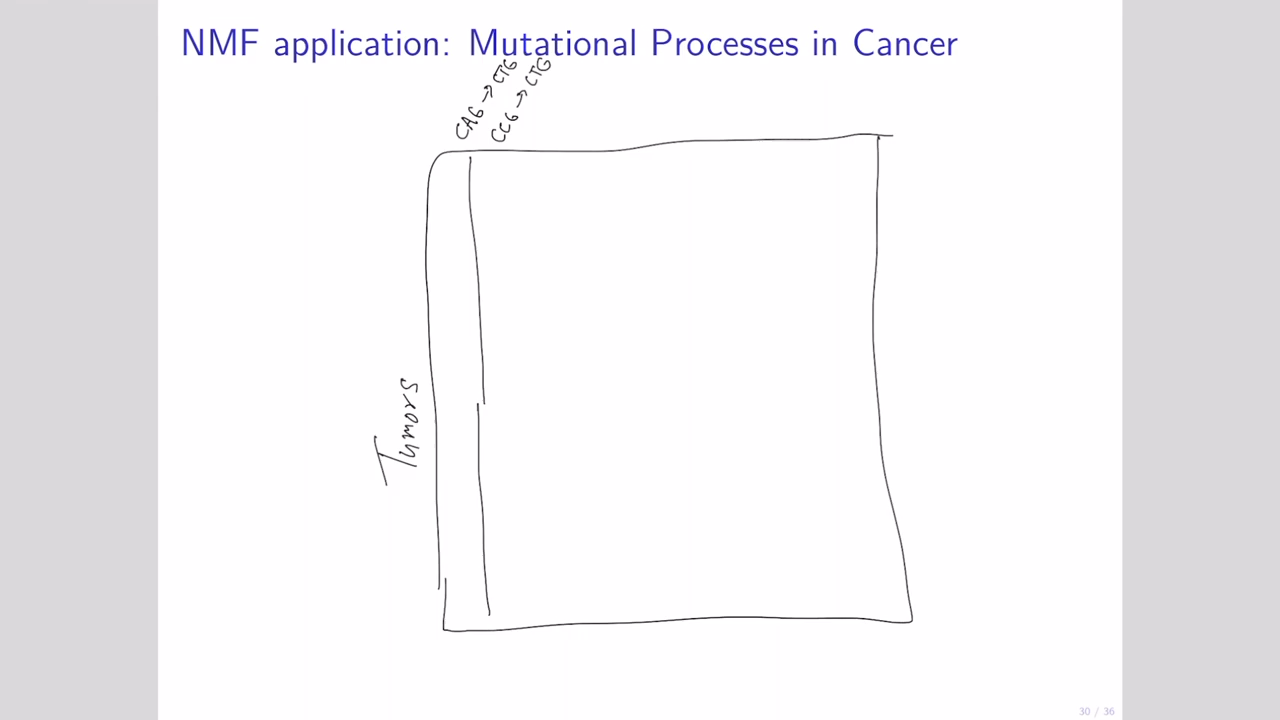 NMF application: Mutational Processes in Cancer
CAG → CTG
CCG → CTG
Tumors
30 / 36